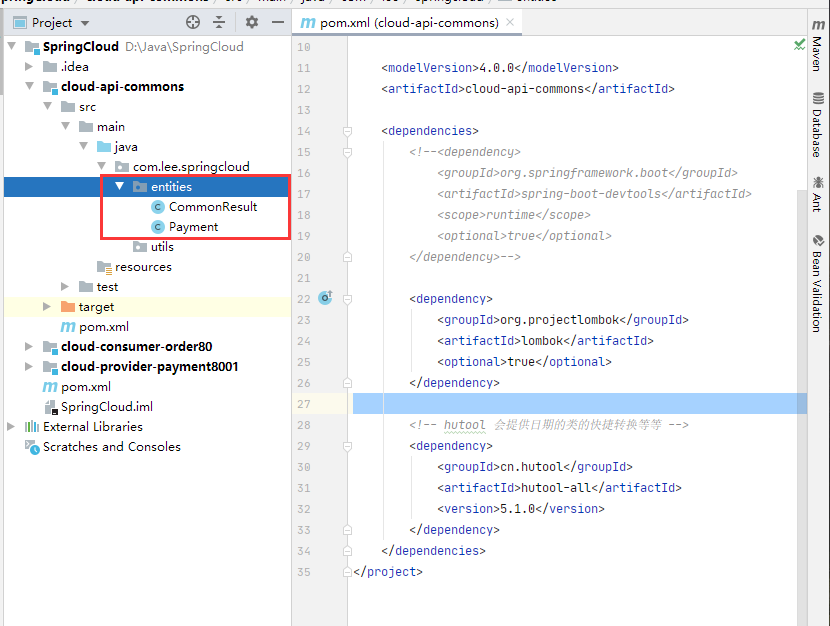 Project
SpringCloud D:\Java\SpringCloud
.idea
cloud-api-commons
src
main
java
com.lee.springcloud
entities
CommonResult
Payment
utils
resources
test
target
pom.xml
cloud-consumer-order80
cloud-provider-payment8001
pom.xml
SpringCloud.iml
External Libraries
Scratches and Consoles
pom.xml (cloud-api-commons)
10
11 <modelVersion>4.0.0</modelVersion>
12 <artifactId>cloud-api-commons</artifactId>
13
14 <dependencies>
15 <!--<dependency>
16 <groupId>org.springframework.boot</groupId>
17 <artifactId>spring-boot-devtools</artifactId>
18 <scope>runtime</scope>
19 <optional>true</optional>
20 </dependency>-->
21
22 <dependency>
23 <groupId>org.projectlombok</groupId>
24 <artifactId>lombok</artifactId>
25 <optional>true</optional>
26 </dependency>
27
28 <!-- hutool 会提供日期的类的快捷转换等等 -->
29 <dependency>
30 <groupId>cn.hutool</groupId>
31 <artifactId>hutool-all</artifactId>
32 <version>5.1.0</version>
33 </dependency>
34 </dependencies>
35 </project>
Maven
Database
Ant
Bean Validation